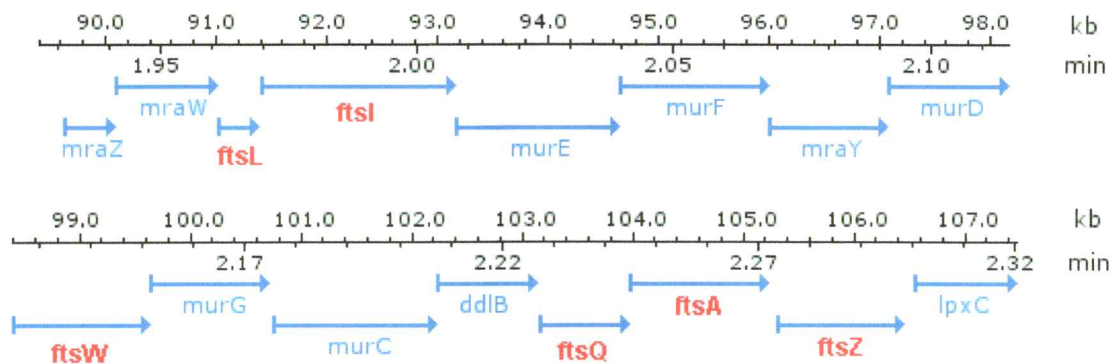 90.0 91.0 92.0 93.0 94.0 95.0 96.0 97.0 98.0 kb
1.95 2.00 2.05 2.10 min
mraW ftsI murF murD
mraZ ftsL murE mraY
99.0 100.0 101.0 102.0 103.0 104.0 105.0 106.0 107.0 kb
2.17 2.22 2.27 2.32 min
murG ddlB ftsA lpxC
ftsW murC ftsQ ftsZ